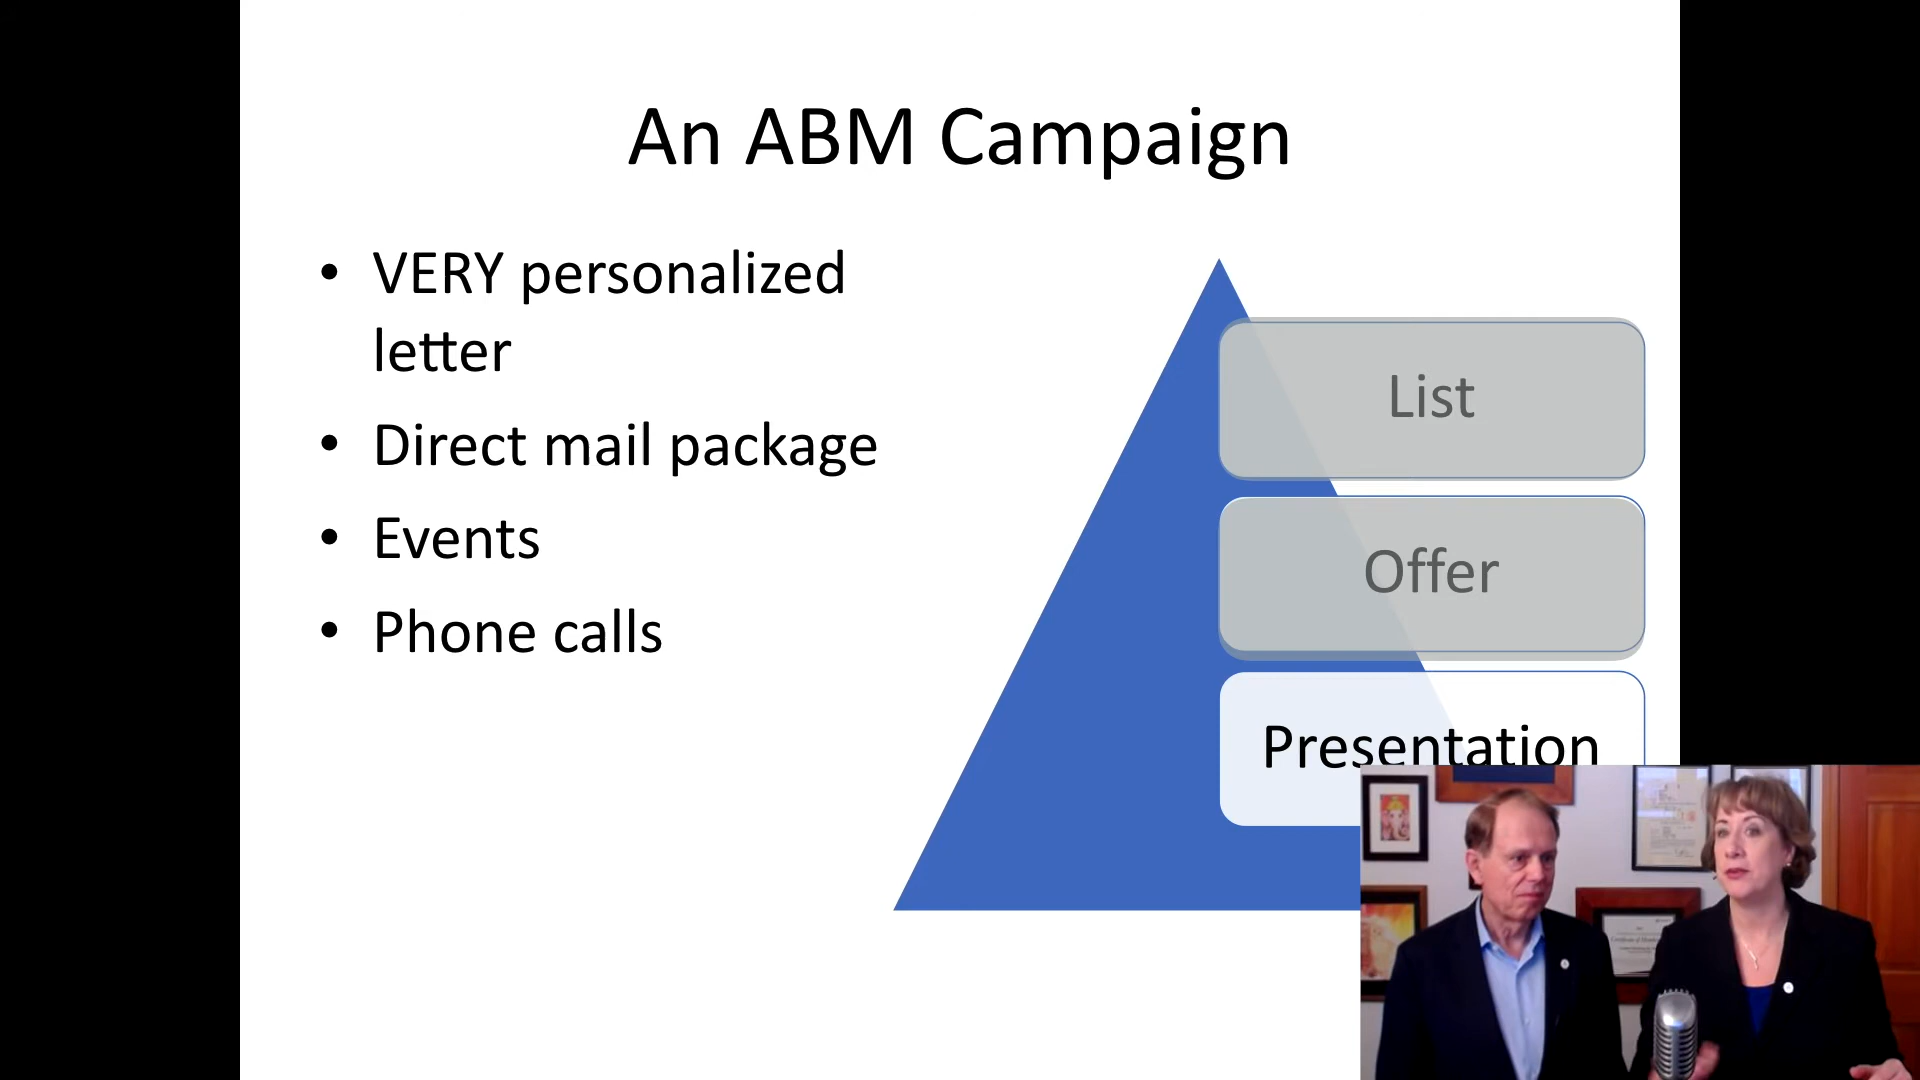 An ABM Campaign
• VERY personalized
letter
• Direct mail package
• Events
• Phone calls
List
Offer
Presentation